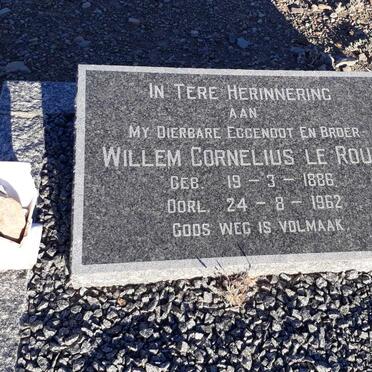 IN TERE HERINNERING
AAN
MY DIERBARE EGGENOOT EN BROER
WILLEM CORNELIUS LE ROU
GEB. 19 - 3 - 1886
OORL. 24 - 8 - 1962
GODS WEG IS VOLMAAK.